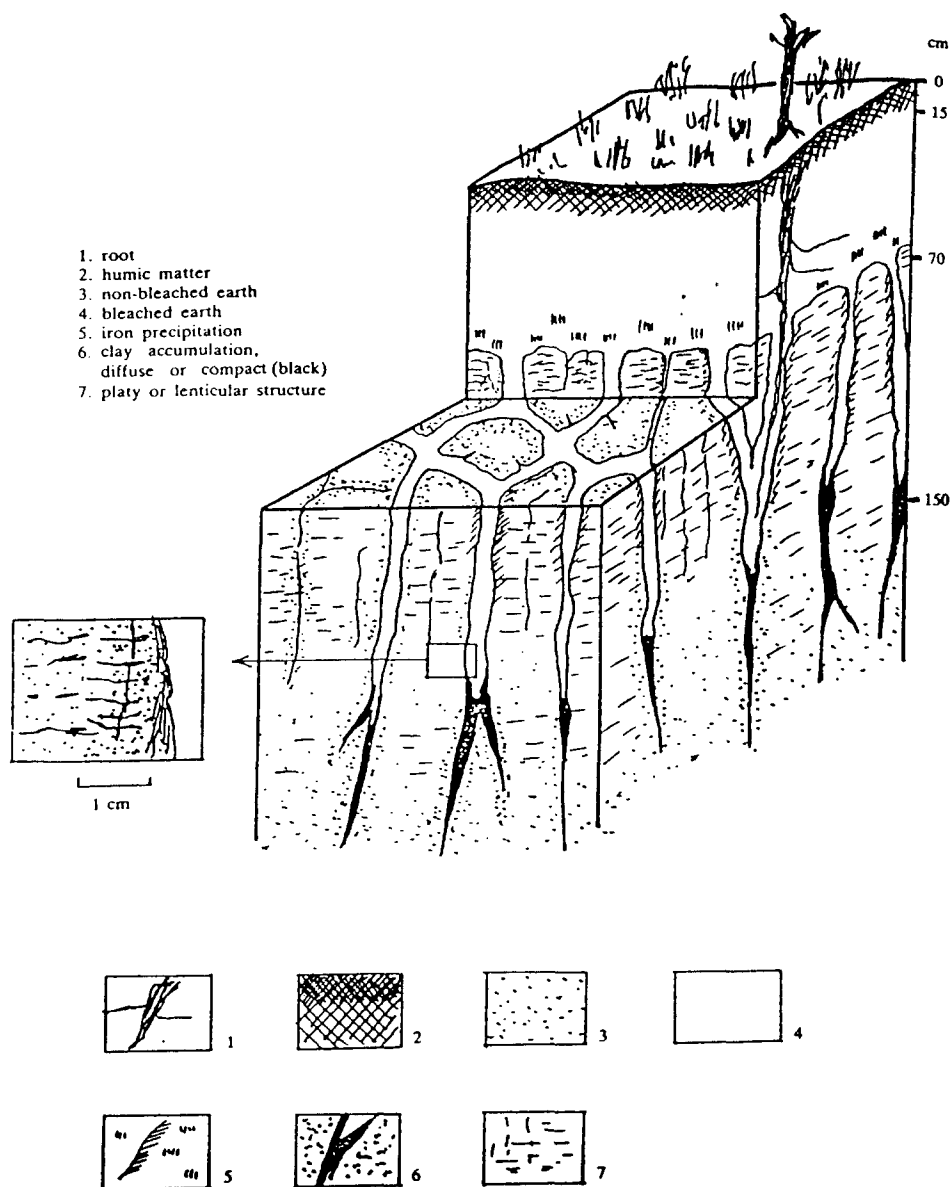 cm
0
15
70
150
1. root
2. humic matter
3. non-bleached earth
4. bleached earth
5. iron precipitation
6. clay accumulation,
diffuse or compact (black)
7. platy or lenticular structure
1 cm
1
2
3
4
5
6
7